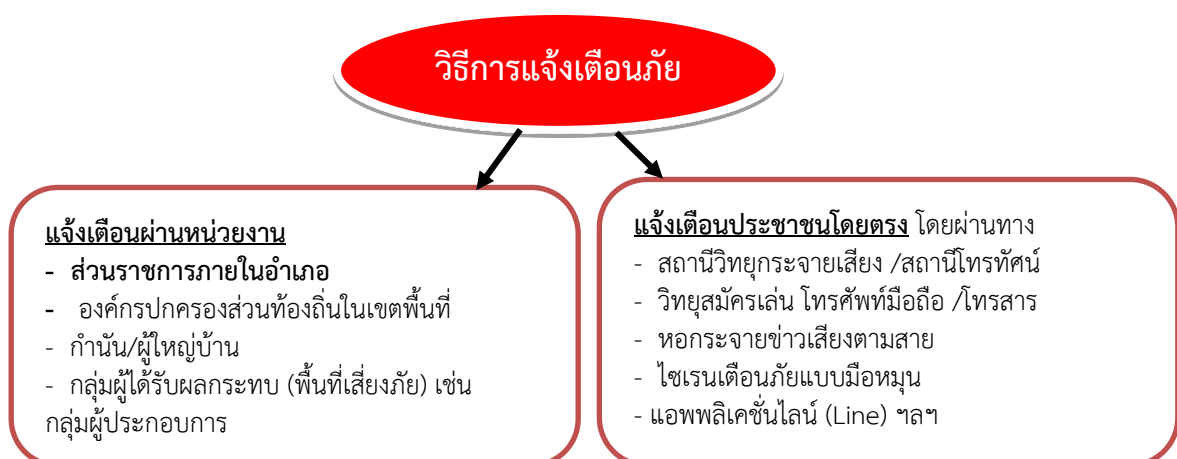 วิธีการแจ้งเตือนภัย
แจ้งเตือนผ่านหน่วยงาน
- ส่วนราชการภายในอำเภอ
- องค์กรปกครองส่วนท้องถิ่นในเขตพื้นที่
- กำนัน/ผู้ใหญ่บ้าน
- กลุ่มผู้ได้รับผลกระทบ (พื้นที่เสี่ยงภัย) เช่น
กลุ่มผู้ประกอบการ
แจ้งเตือนประชาชนโดยตรง โดยผ่านทาง
- สถานีวิทยุกระจายเสียง /สถานีโทรทัศน์
- วิทยุสมัครเล่น โทรศัพท์มือถือ /โทรสาร
- หอกระจายข่าวเสียงตามสาย
- ไซเรนเตือนภัยแบบมือหมุน
- แอพพลิเคชั่นไลน์ (Line) ฯลฯ